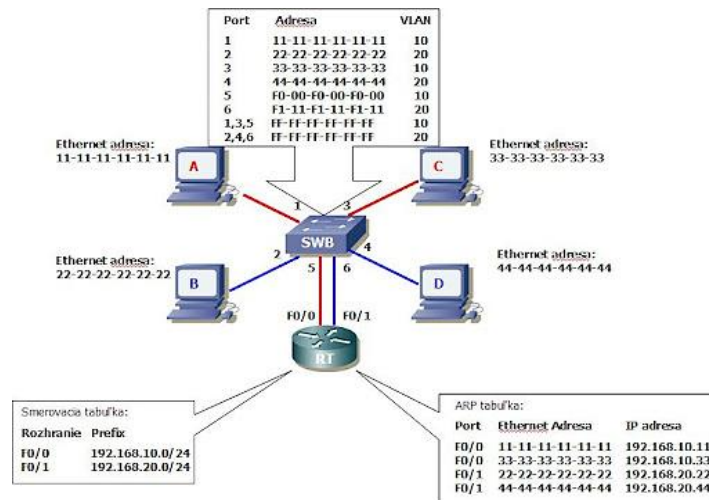 Port Adresa VLAN
1 11-11-11-11-11-11 10
2 22-22-22-22-22-22 20
3 33-33-33-33-33-33 10
4 44-44-44-44-44-44 20
5 F0-00-F0-00-F0-00 10
6 F1-11-F1-11-F1-11 20
1,3,5 FF-FF-FF-FF-FF-FF 10
2,4,6 FF-FF-FF-FF-FF-FF 20
Ethernet adresa:
11-11-11-11-11-11
A
C
Ethernet adresa:
33-33-33-33-33-33
1
3
SWB
2
4
5 6
Ethernet adresa:
22-22-22-22-22-22
B
D
Ethernet adresa:
44-44-44-44-44-44
F0/0 F0/1
RT
Smerovacia tabuľka:
Rozhranie Prefix
F0/0 192.168.10.0/24
F0/1 192.168.20.0/24
ARP tabuľka:
Port Ethernet Adresa IP adresa
F0/0 11-11-11-11-11-11 192.168.10.11
F0/0 33-33-33-33-33-33 192.168.10.33
F0/1 22-22-22-22-22-22 192.168.20.22
F0/1 44-44-44-44-44-44 192.168.20.44